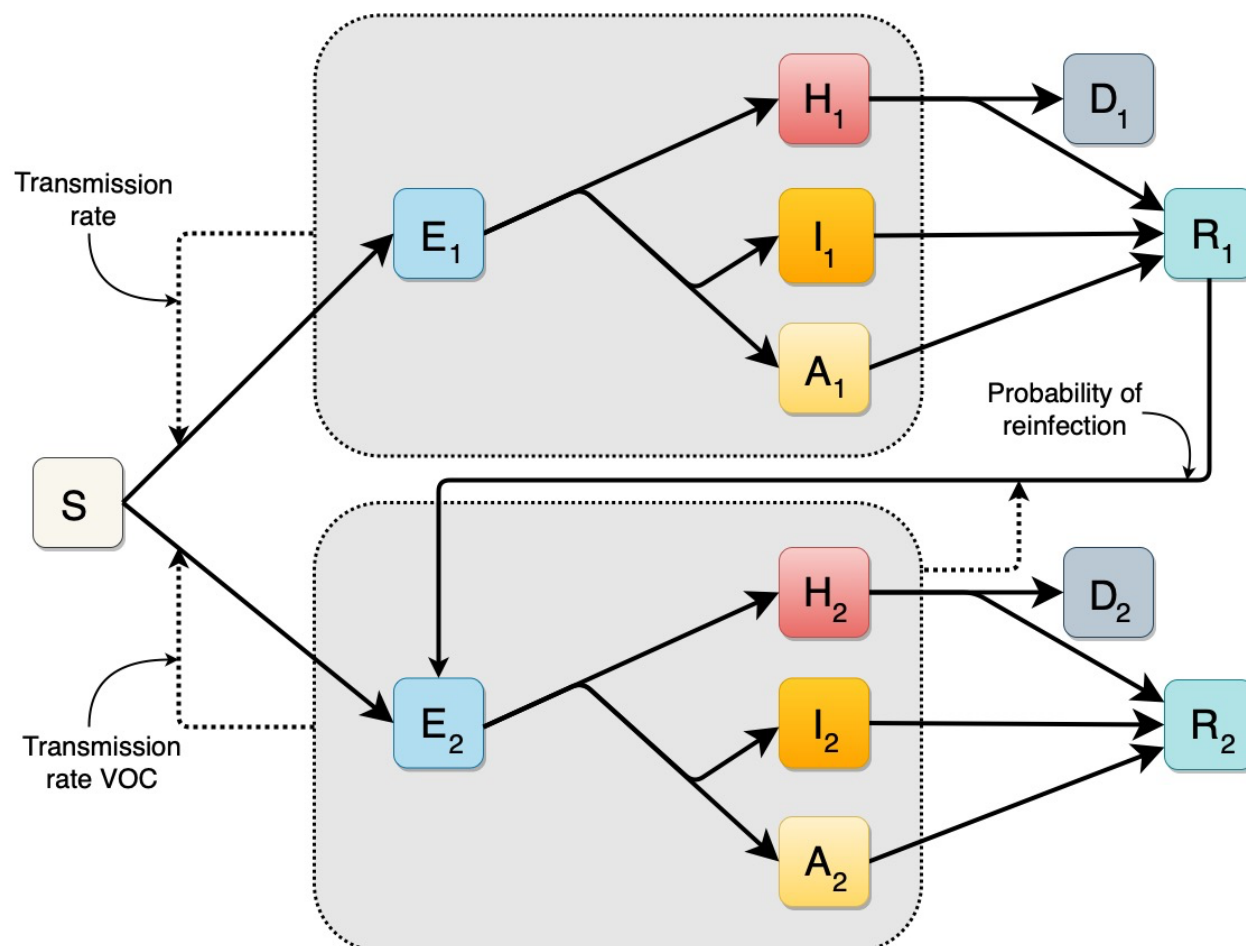 H₁
D₁
Transmission
rate
E₁
I₁
R₁
A₁
Probability of
reinfection
S
H₂
D₂
E₂
I₂
R₂
Transmission
rate VOC
A₂